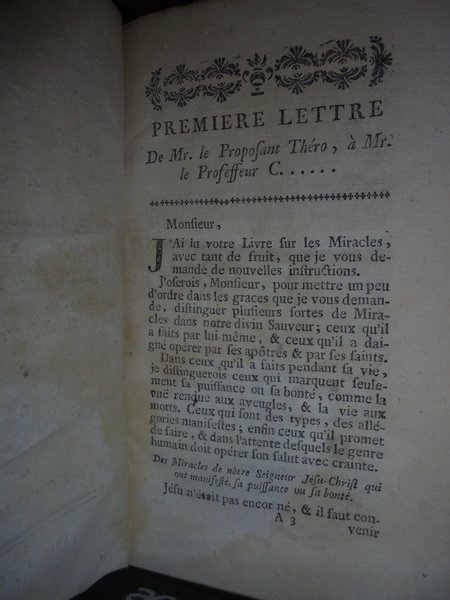 PREMIERE LETTRE
De Mr. le Propoſant Théro, à Mr.
le Profeſſeur C......
Monſieur,
J'Ai lu votre Livre ſur les Miracles,
avec tant de fruit, que je vous de-
mande de nouvelles inſtructions.
J'oſerois, Monſieur, pour mettre un peu
d'ordre dans les graces que je vous deman-
de, diſtinguer pluſieurs ſortes de Mira-
cles dans notre divin Sauveur; ceux qu'il
a faits par lui-même, & ceux qu'il a dai-
gné opérer par ſes apôtres & par ſes ſaints.
Dans ceux qu'il a faits pendant ſa vie,
je diſtinguerois ceux qui marquent ſeule-
ment ſa puiſſance ou ſa bonté, comme la
vûe rendue aux aveugles, & la vie aux
morts. Ceux qui ſont des types, des allé-
gories manifeſtes; enfin ceux qu'il promet
de faire, & dans l'attente deſquels le genre
humain doit opérer ſon ſalut avec crainte.
Des Miracles de nôtre Seigneur Jéſu-Chriſt qui
ont manifeſté, ſa puiſſance ou ſa bonté.
Jéſu n'étoit pas encor né, & il faut con-
A 3
venir